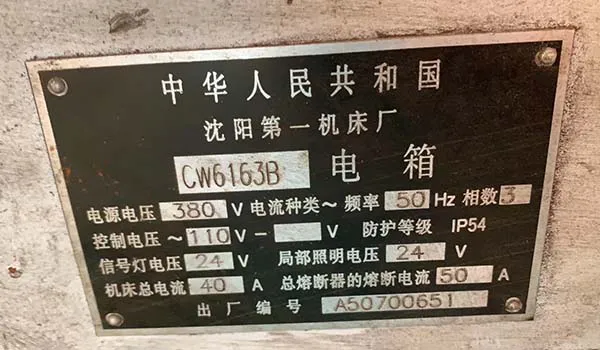 中华人民共和国
沈阳第一机床厂
CW6163B 电箱
电源电压 380 V 电流种类~ 频率 50 Hz 相数 3
控制电压~110 V- V 防护等级 IP54
信号灯电压 24 V 局部照明电压 24 V
机床总电流 40 A 总熔断器的熔断电流 50 A
出厂编号 A50700651